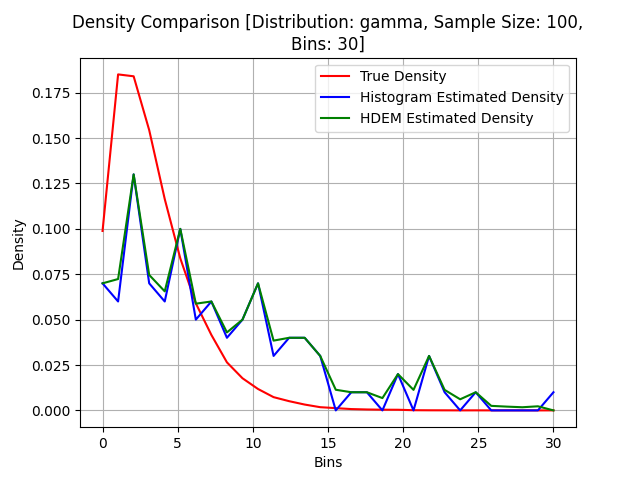 Density Comparison [Distribution: gamma, Sample Size: 100,
Bins: 30]
True Density
Histogram Estimated Density
HDEM Estimated Density
Density
0.175
0.150
0.125
0.100
0.075
0.050
0.025
0.000
0 5 10 15 20 25 30
Bins